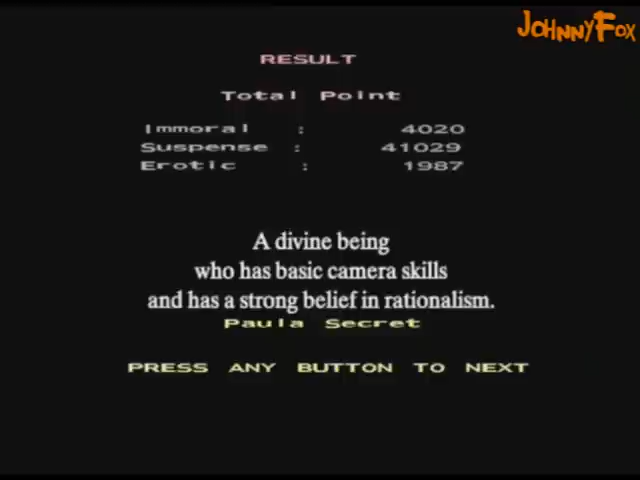 JOHNNYFOX
RESULT
Total Point
Immoral : 4020
Suspense : 41029
Erotic : 1987
A divine being
who has basic camera skills
and has a strong belief in rationalism.
Paula Secret
PRESS ANY BUTTON TO NEXT